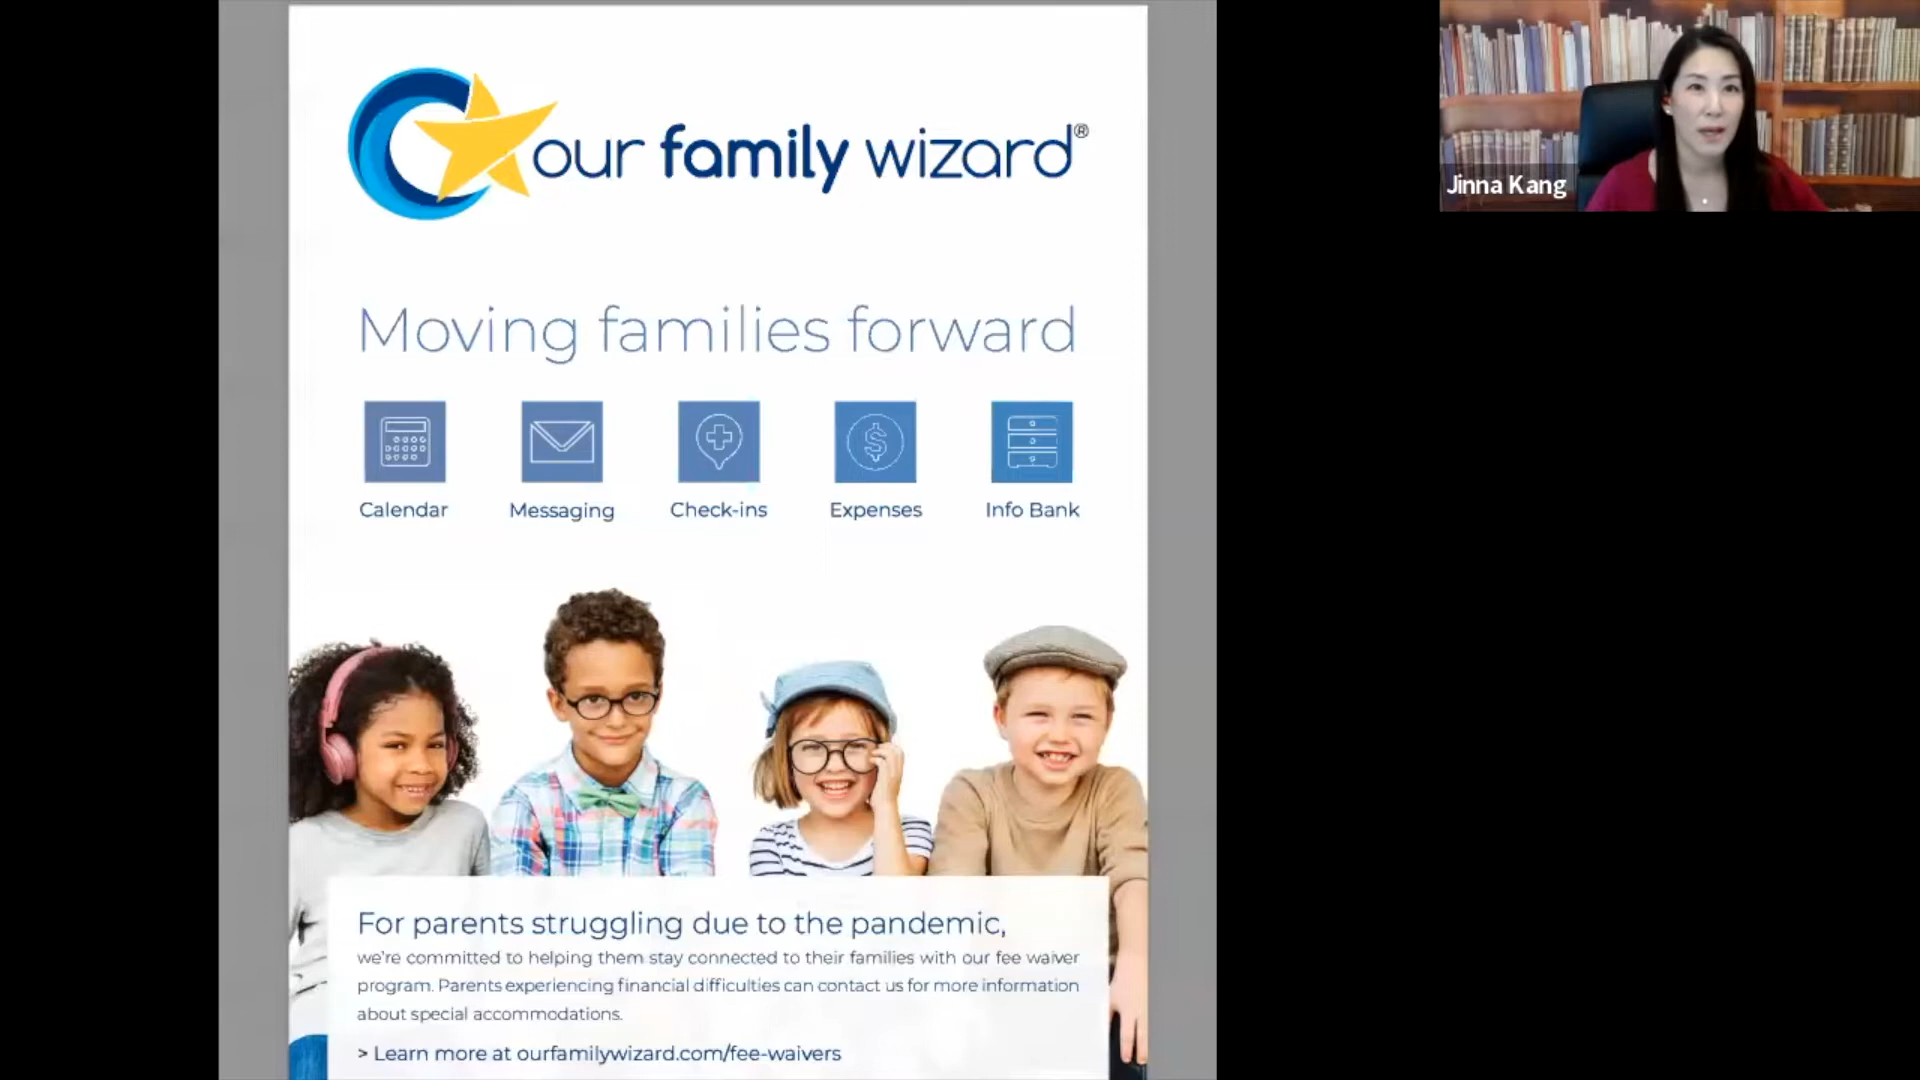 our family wizard®
Moving families forward
Calendar
Messaging
Check-ins
Expenses
Info Bank
For parents struggling due to the pandemic,
we're committed to helping them stay connected to their families with our fee waiver
program. Parents experiencing financial difficulties can contact us for more information
about special accommodations.
> Learn more at ourfamilywizard.com/fee-waivers
Jinna Kang